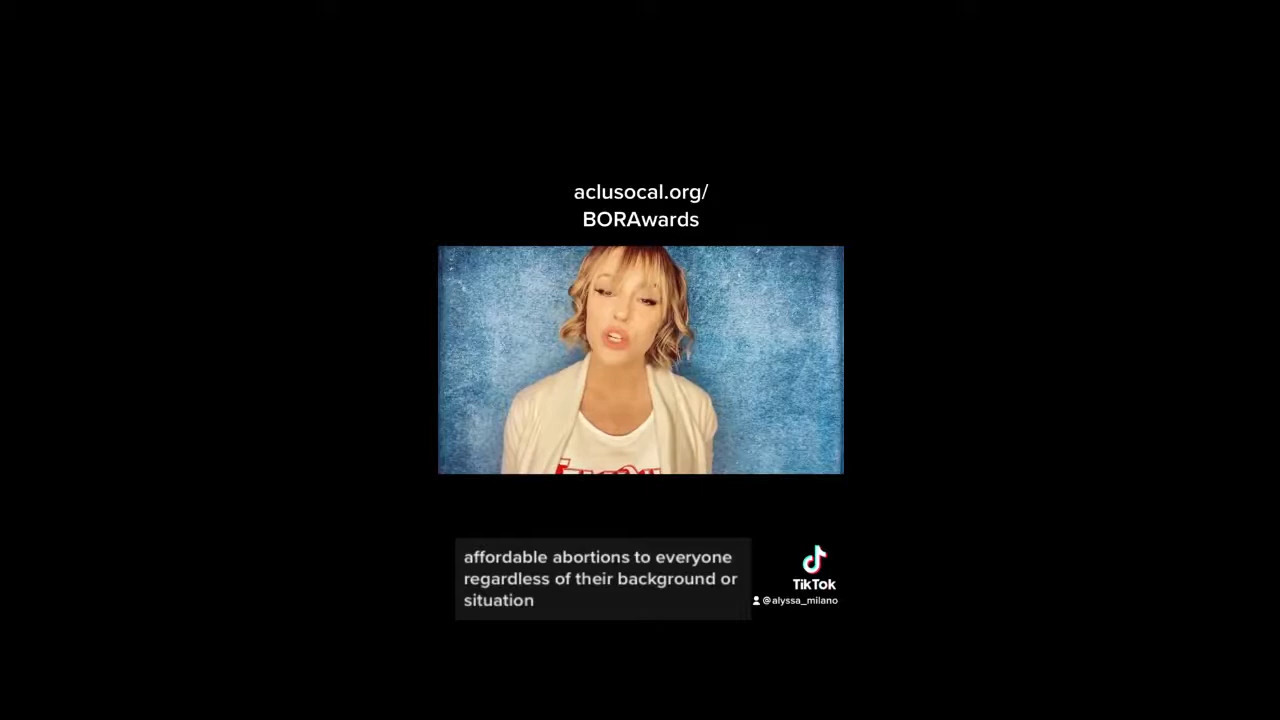 aclusocal.org/
BORAwards
affordable abortions to everyone
regardless of their background or
situation
TikTok
@alyssa_milano